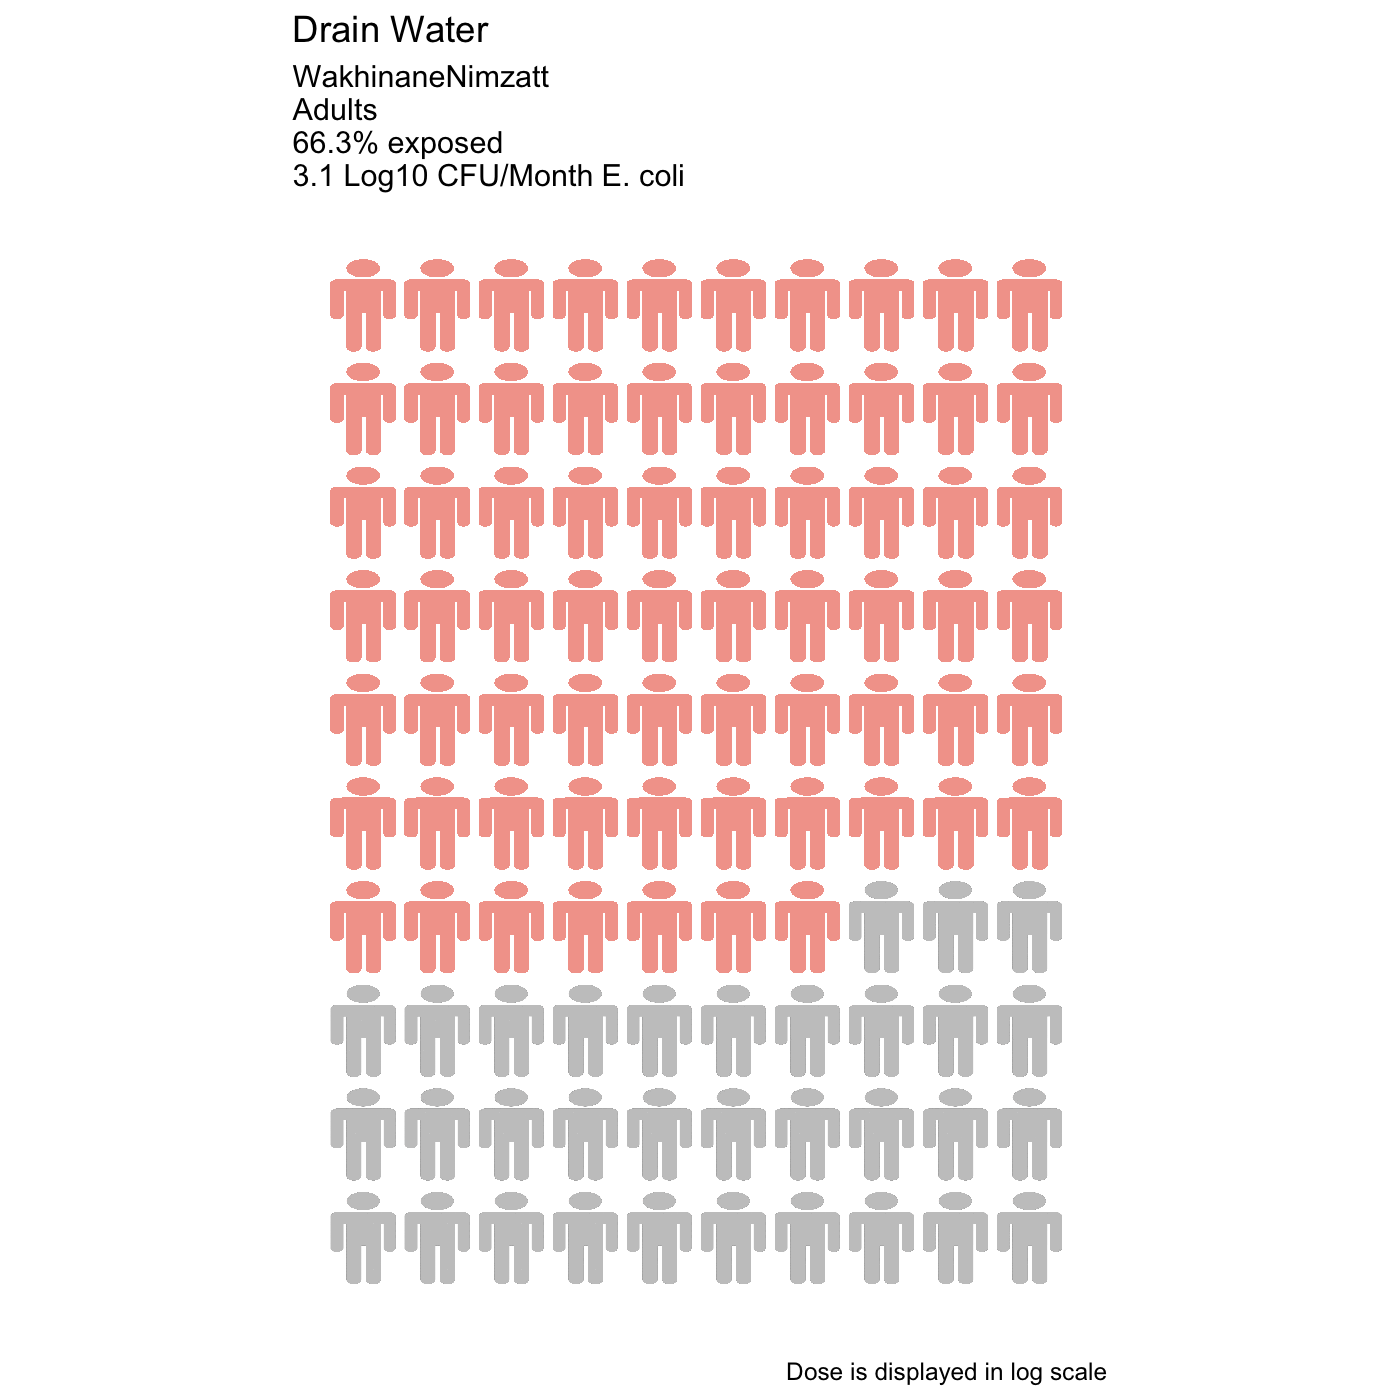 Drain Water
WakhinaneNimzatt
Adults
66.3% exposed
3.1 Log10 CFU/Month E. coli
Dose is displayed in log scale